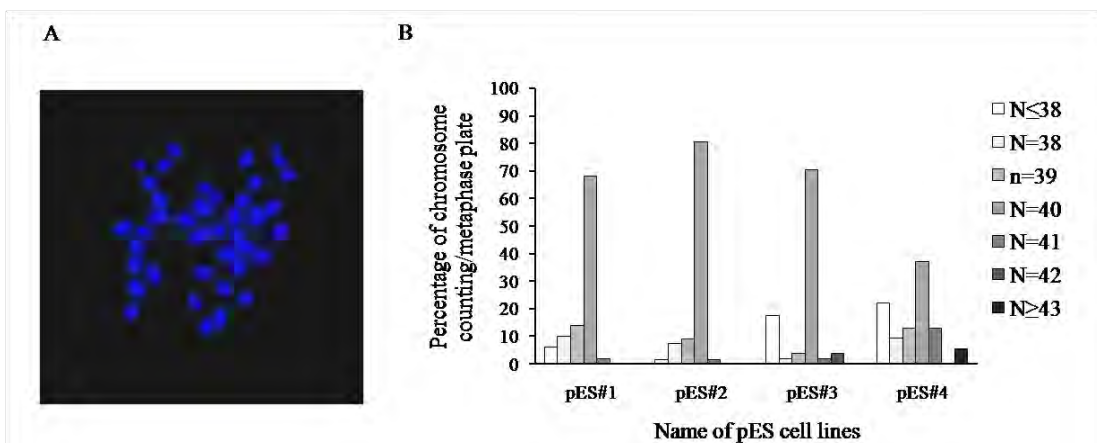 A
B
Percentage of chromosome
counting/metaphase plate
100
90
80
70
60
50
40
30
20
10
0
pES#1
pES#2
pES#3
pES#4
Name of pES cell lines
N≤38
N=38
n=39
N=40
N=41
N=42
N≥43